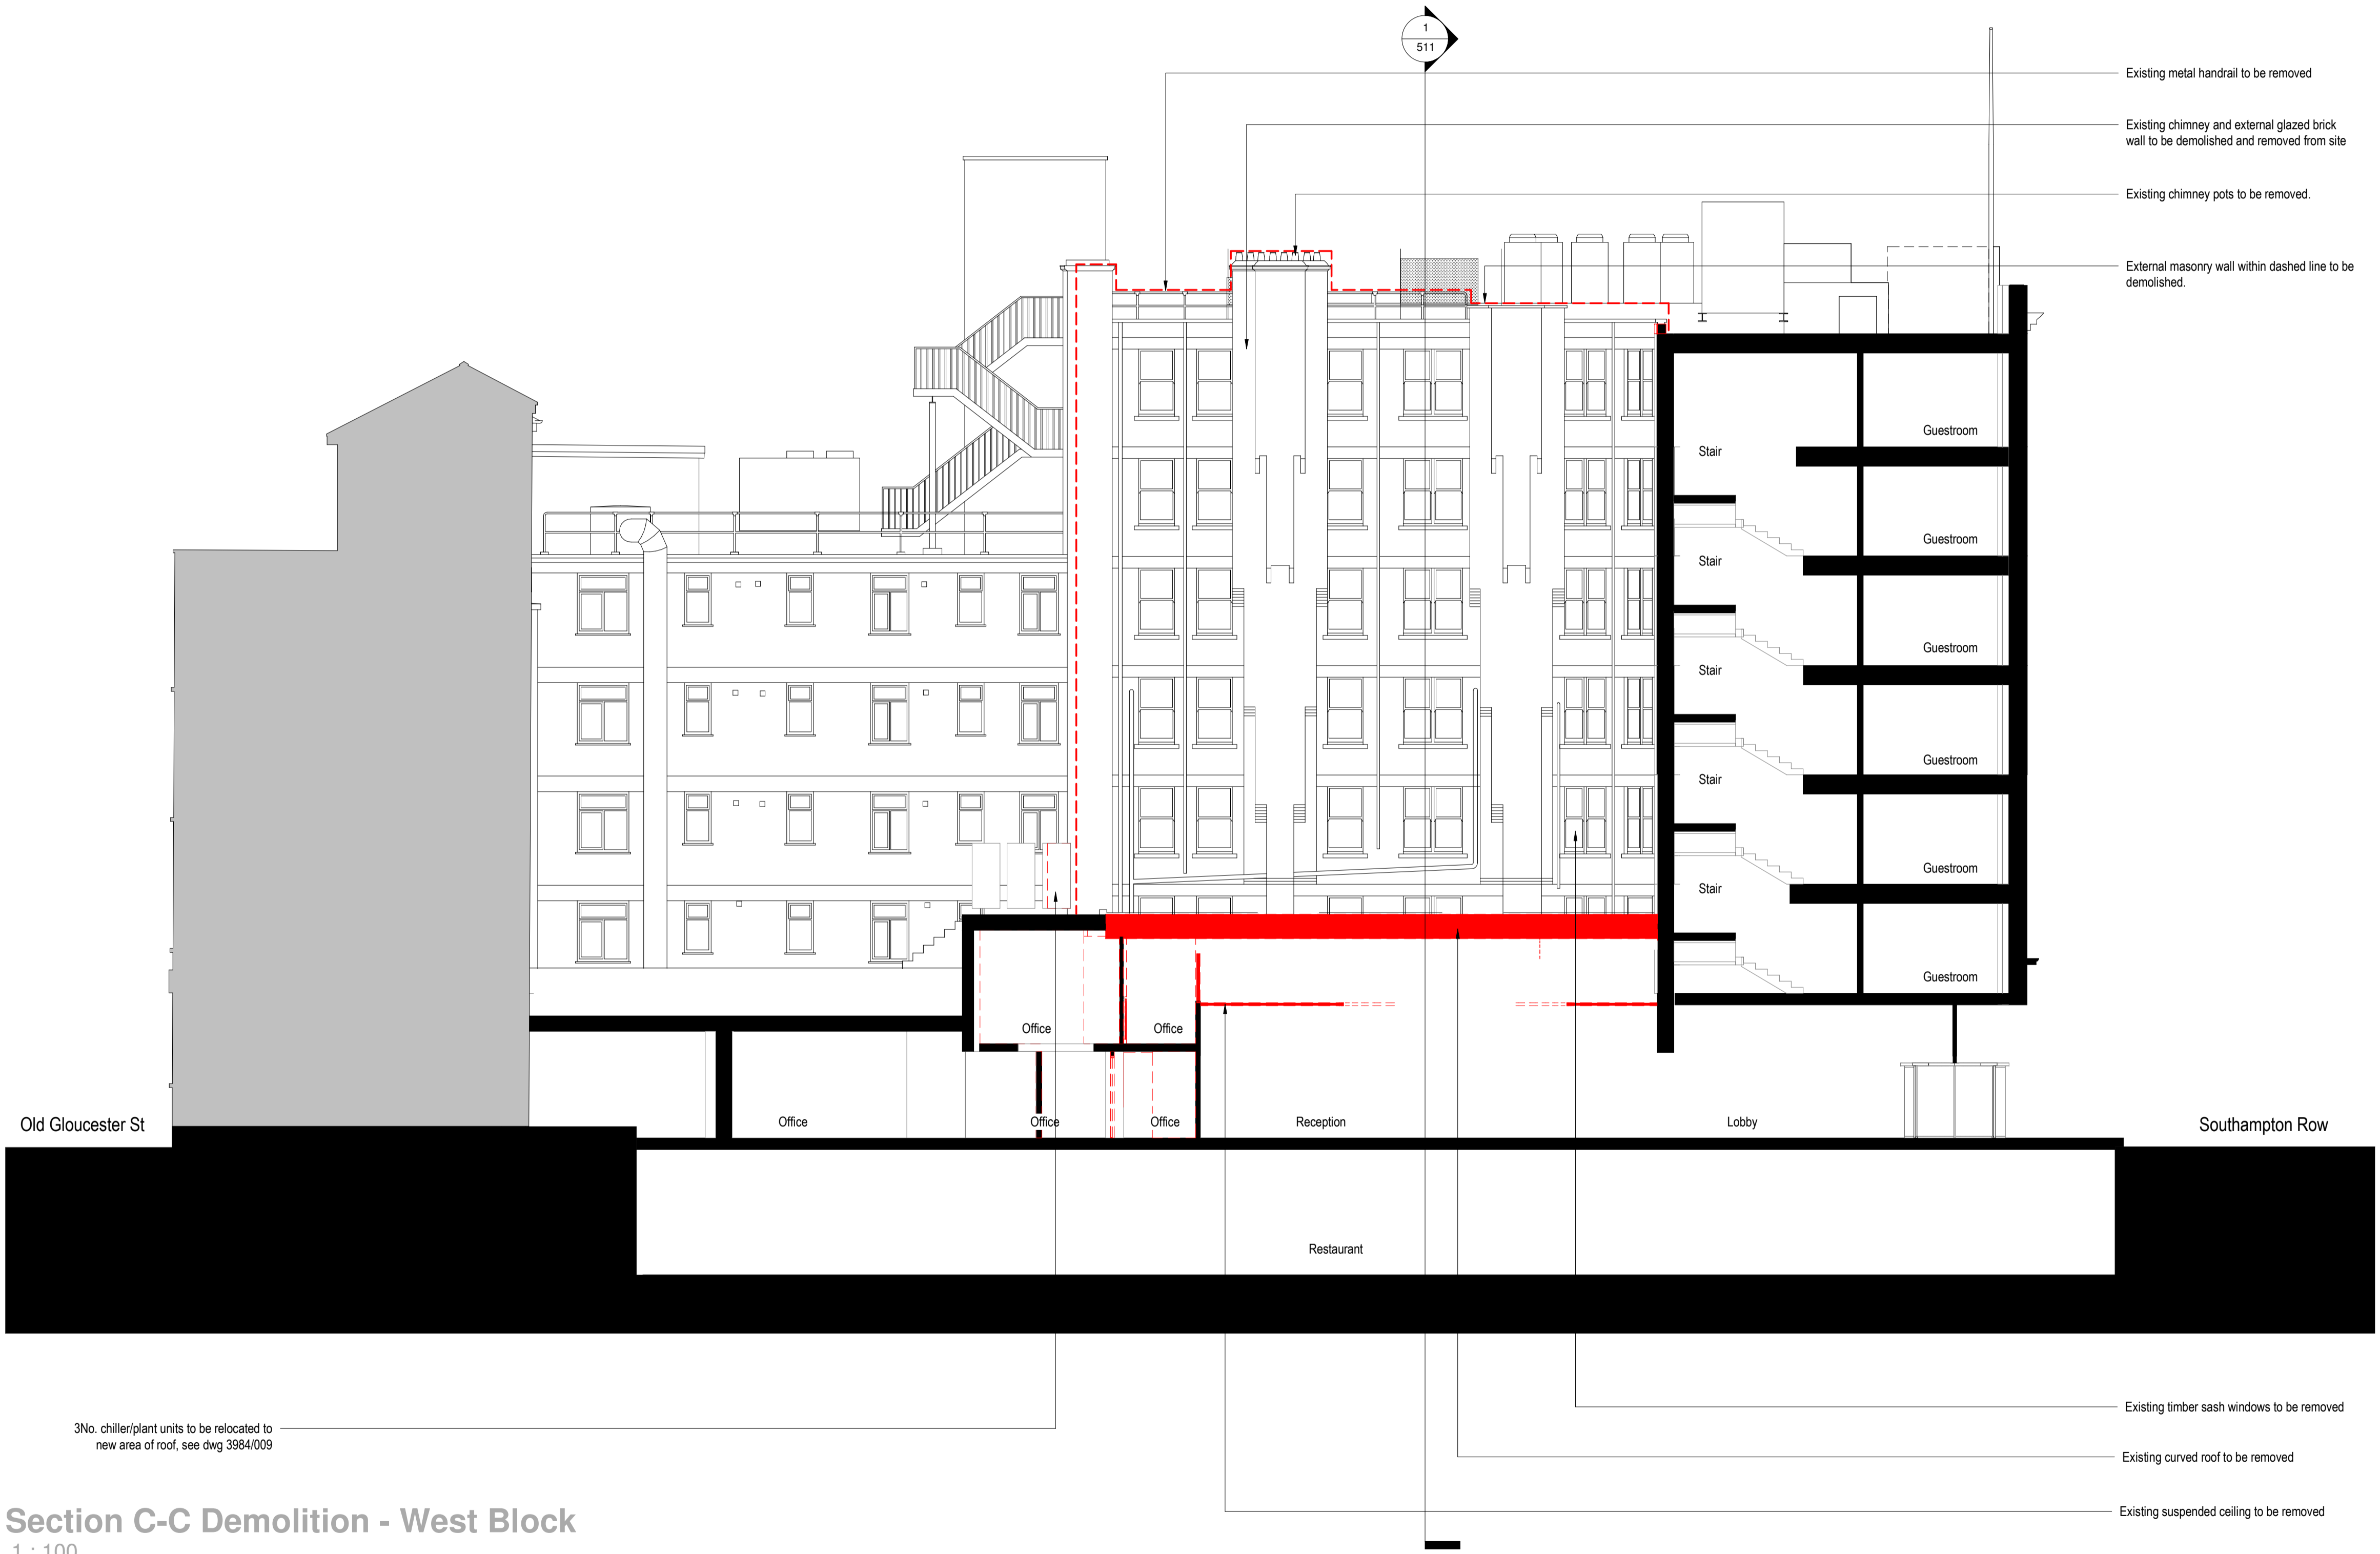 1
511
Existing metal handrail to be removed
Existing chimney and external glazed brick
wall to be demolished and removed from site
Existing chimney pots to be removed.
External masonry wall within dashed line to be
demolished.
Guestroom
Stair
Guestroom
Stair
Guestroom
Stair
Guestroom
Stair
Guestroom
Stair
Guestroom
Office
Office
Old Gloucester St
Office
Office
Office
Reception
Lobby
Southampton Row
Restaurant
3No. chiller/plant units to be relocated to
new area of roof, see dwg 3984/009
Existing timber sash windows to be removed
Existing curved roof to be removed
Existing suspended ceiling to be removed
Section C-C Demolition - West Block
1 : 100